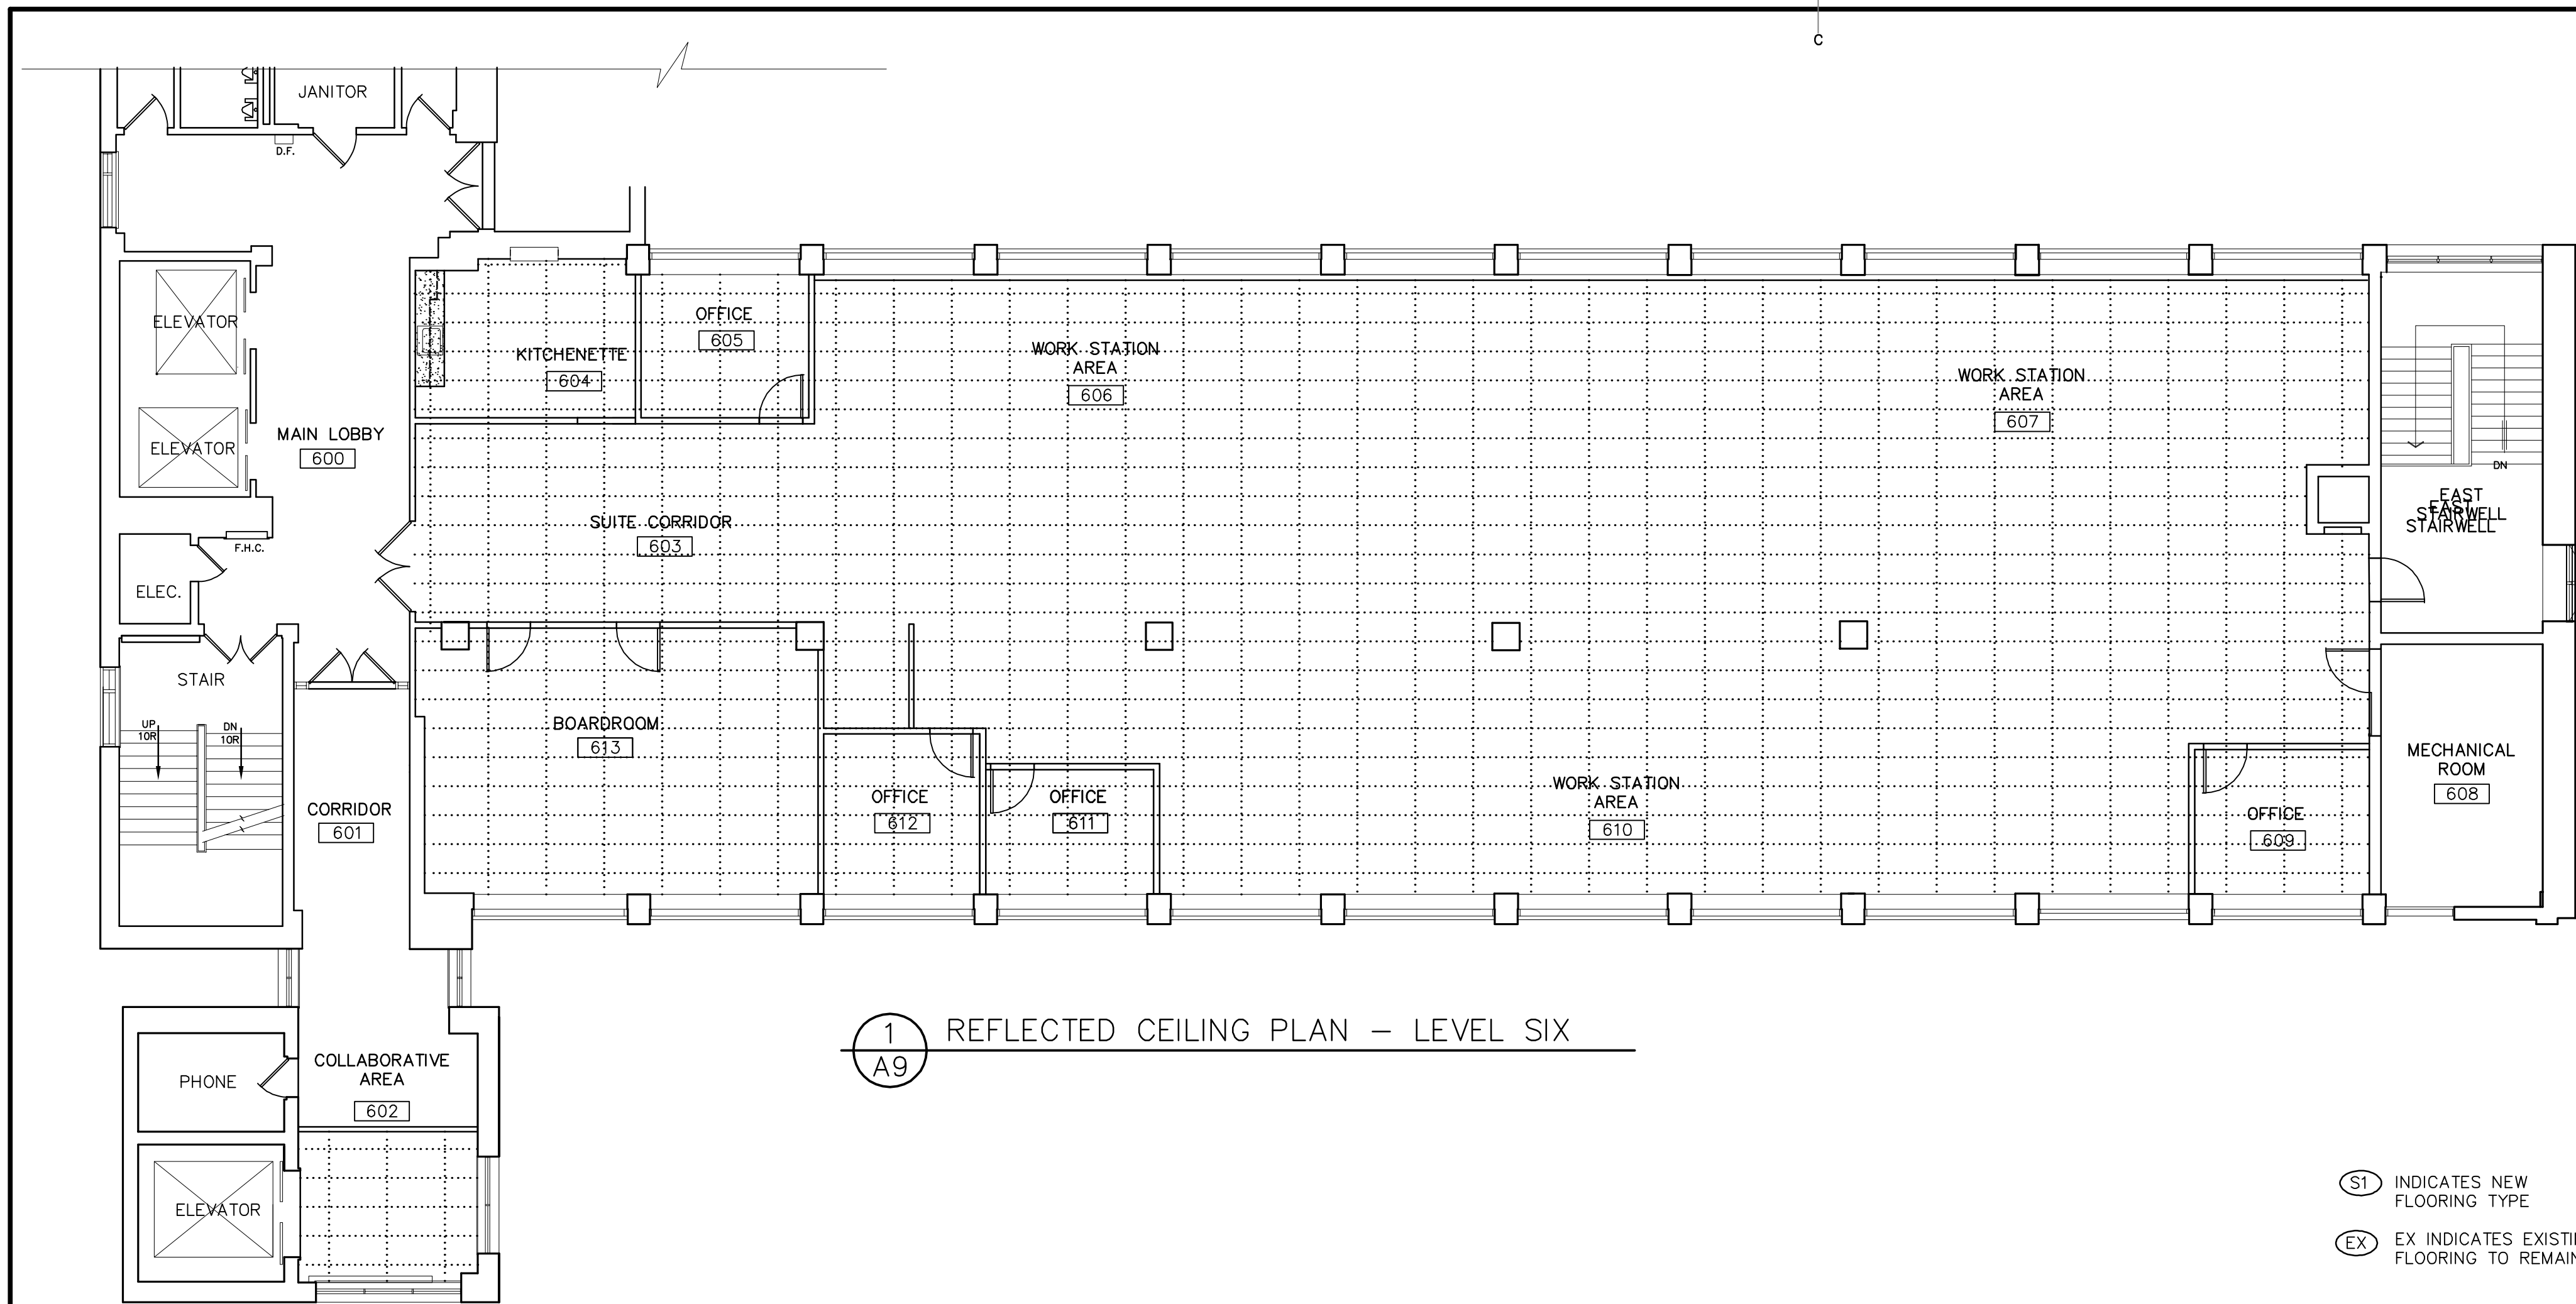 C
JANITOR
D.F.
ELEVATOR
OFFICE
605
KITCHENETTE
604
WORK STATION
AREA
606
WORK STATION
AREA
607
MAIN LOBBY
600
ELEVATOR
DN
EAST
STAIRWELL
EAST
STAIRWELL
SUITE CORRIDOR
603
F.H.C.
ELEC.
STAIR
UP
10R
DN
10R
BOARDROOM
613
MECHANICAL
ROOM
608
CORRIDOR
601
OFFICE
612
OFFICE
611
WORK STATION
AREA
610
OFFICE
609
1
A9
REFLECTED CEILING PLAN – LEVEL SIX
COLLABORATIVE
AREA
602
PHONE
ELEVATOR
S1
INDICATES NEW
FLOORING TYPE
EX
EX INDICATES EXISTI
FLOORING TO REMAIN